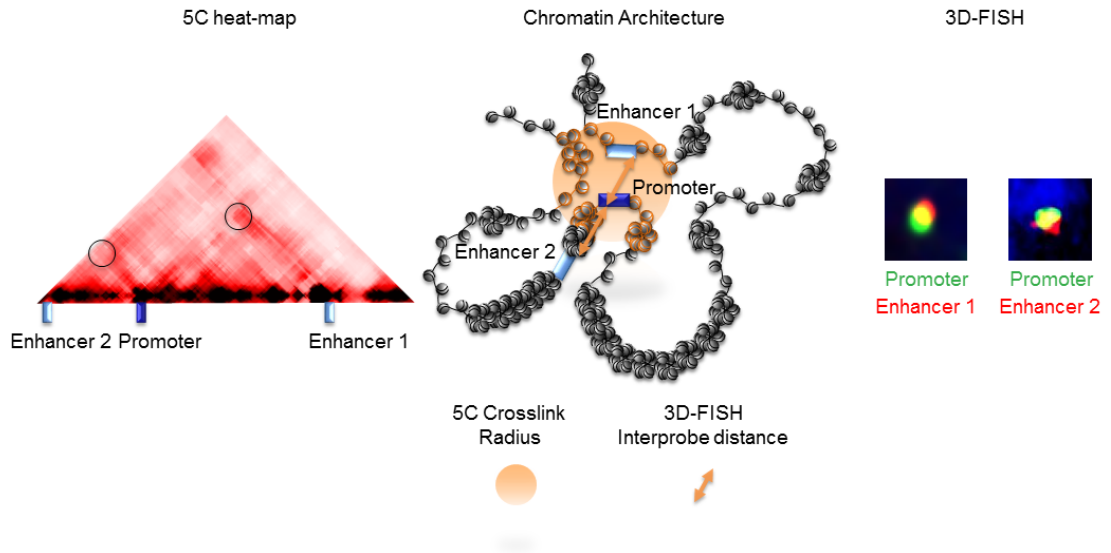 5C heat-map
Chromatin Architecture
3D-FISH
Enhancer 1
Promoter
Enhancer 2
Enhancer 2 Promoter
Enhancer 1
Promoter
Enhancer 1
Promoter
Enhancer 2
5C Crosslink
Radius
3D-FISH
Interprobe distance